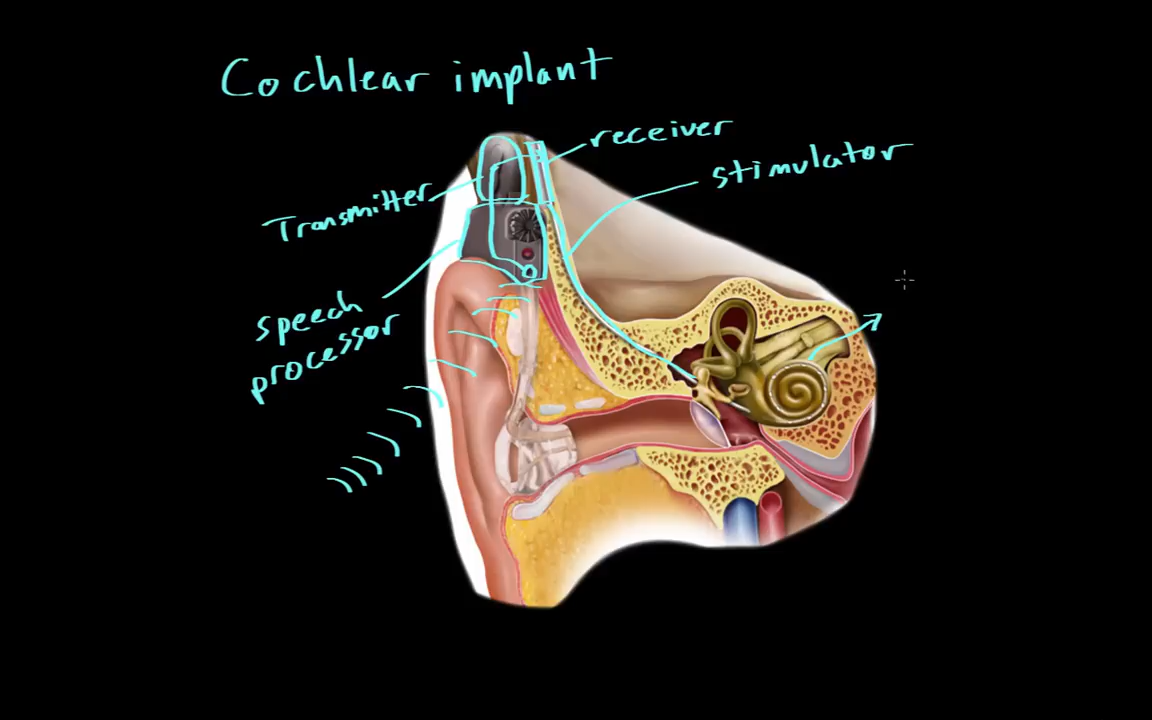 Cochlear implant
receiver
stimulator
Transmitter
speech
processor